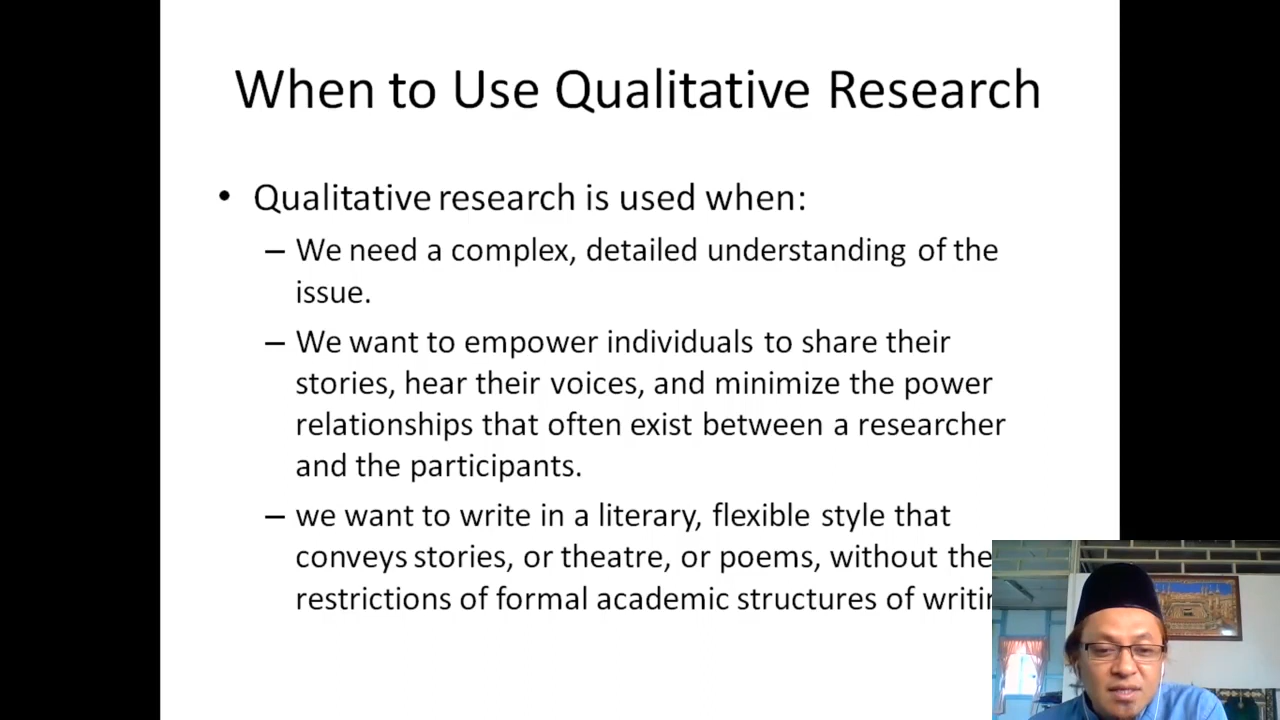 When to Use Qualitative Research
• Qualitative research is used when:
– We need a complex, detailed understanding of the
issue.
– We want to empower individuals to share their
stories, hear their voices, and minimize the power
relationships that often exist between a researcher
and the participants.
– we want to write in a literary, flexible style that
conveys stories, or theatre, or poems, without the
restrictions of formal academic structures of